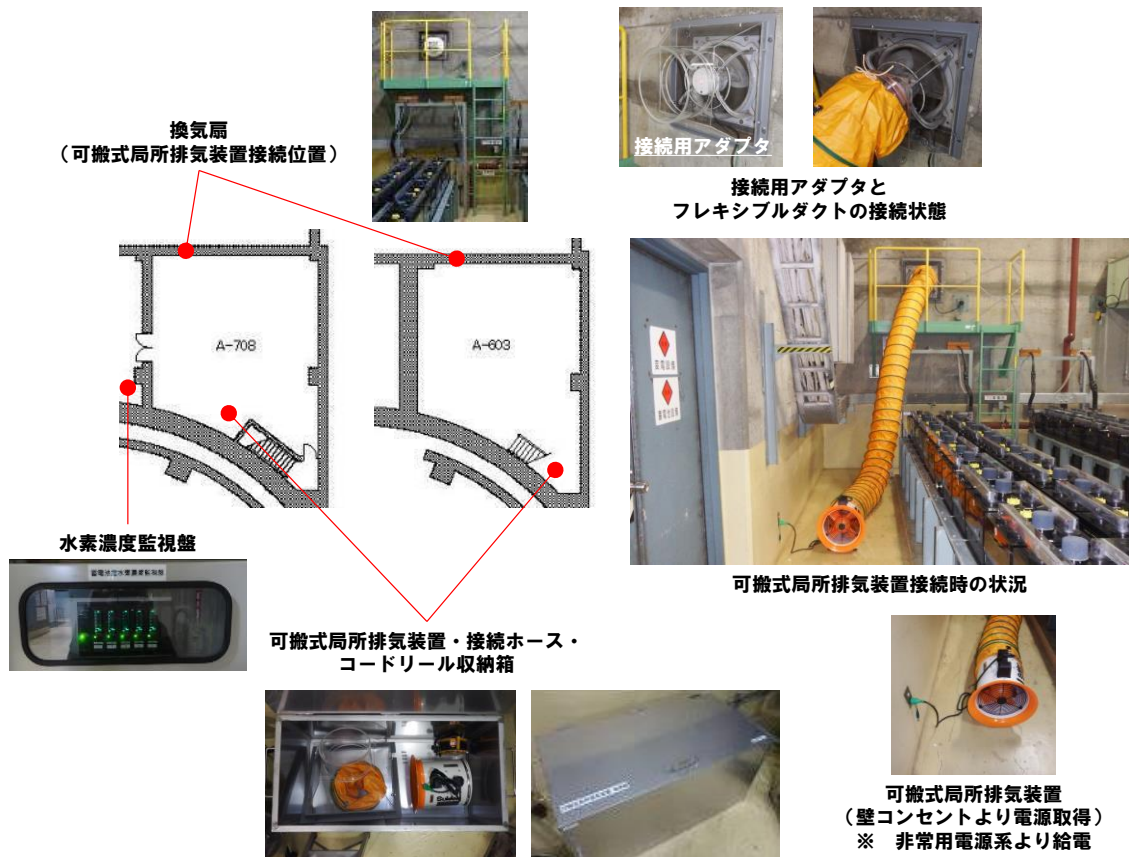 換気扇
(可搬式局所排気装置接続位置)
接続用アダプタ
接続用アダプタと
フレキシブルダクトの接続状態
A-708
A-603
蓄電池設備
水素濃度監視盤
可搬式局所排気装置接続時の状況
可搬式局所排気装置・接続ホース・
コードリール収納箱
可搬式局所排気装置
(壁コンセントより電源取得)
※ 非常用電源系より給電